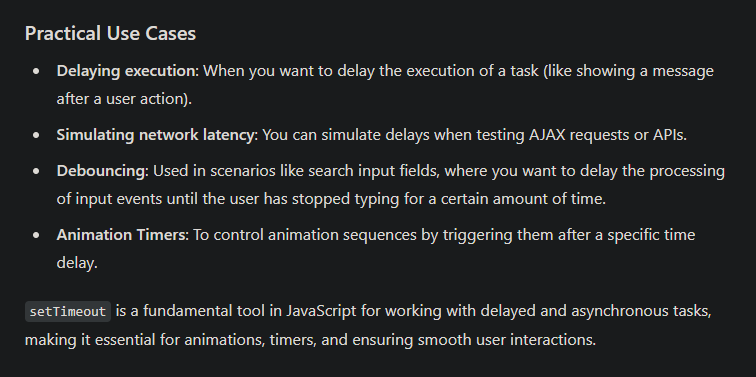 Practical Use Cases
• Delaying execution: When you want to delay the execution of a task (like showing a message
after a user action).
• Simulating network latency: You can simulate delays when testing AJAX requests or APIs.
• Debouncing: Used in scenarios like search input fields, where you want to delay the processing
of input events until the user has stopped typing for a certain amount of time.
• Animation Timers: To control animation sequences by triggering them after a specific time
delay.
setTimeout is a fundamental tool in JavaScript for working with delayed and asynchronous tasks,
making it essential for animations, timers, and ensuring smooth user interactions.